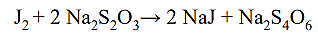 J₂ + 2 Na₂S₂O₃→ 2 NaJ + Na₂S₄O₆